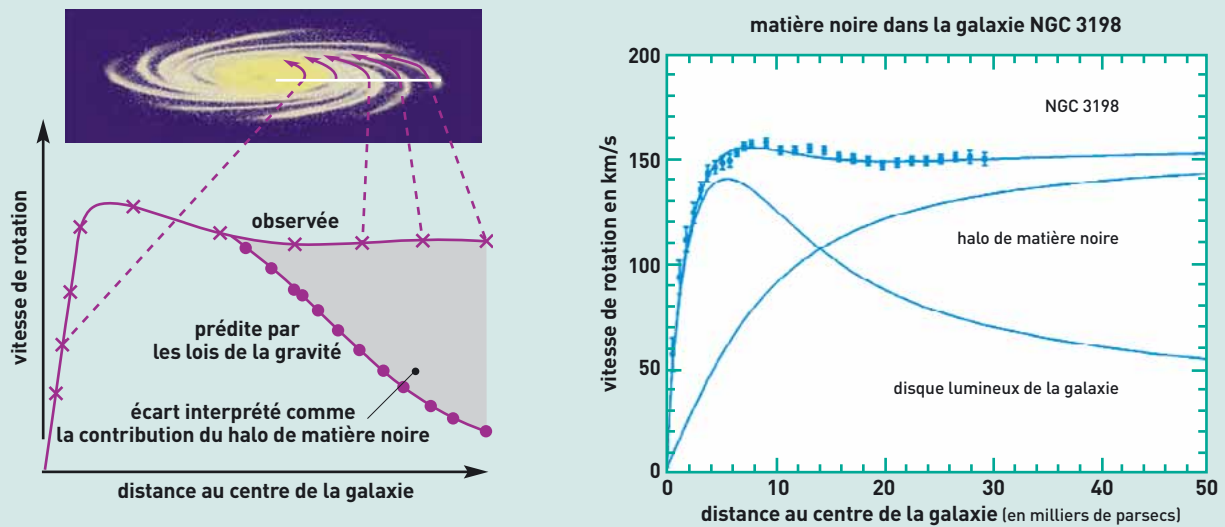 vitesse de rotation
observée
prédite par
les lois de la gravité
écart interprété comme
la contribution du halo de matière noire
distance au centre de la galaxie
matière noire dans la galaxie NGC 3198
vitesse de rotation en km/s
200
150
100
50
0
NGC 3198
halo de matière noire
disque lumineux de la galaxie
0 10 20 30 40 50
distance au centre de la galaxie (en milliers de parsecs)